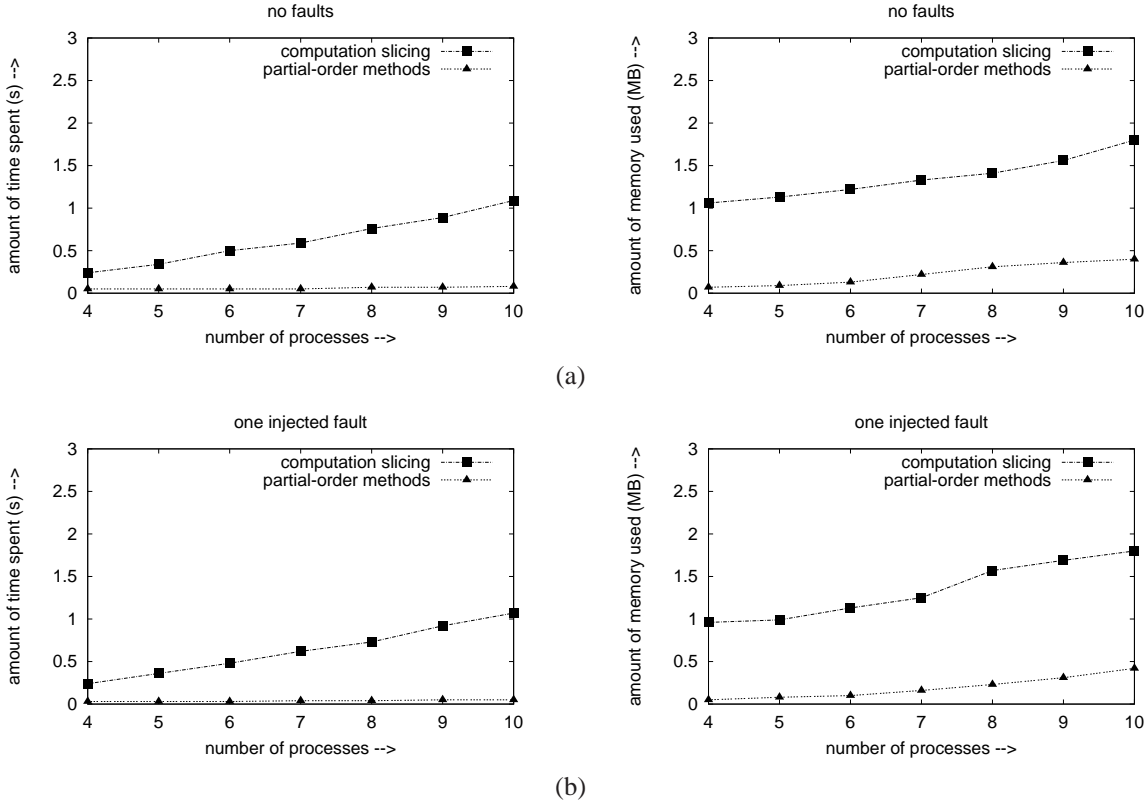 no faults
3
2.5
2
1.5
1
0.5
0
amount of time spent (s) -->
computation slicing
partial-order methods
4 5 6 7 8 9 10
number of processes -->
no faults
3
2.5
2
1.5
1
0.5
0
amount of memory used (MB) -->
computation slicing
partial-order methods
4 5 6 7 8 9 10
number of processes -->
(a)
one injected fault
3
2.5
2
1.5
1
0.5
0
amount of time spent (s) -->
computation slicing
partial-order methods
4 5 6 7 8 9 10
number of processes -->
one injected fault
3
2.5
2
1.5
1
0.5
0
amount of memory used (MB) -->
computation slicing
partial-order methods
4 5 6 7 8 9 10
number of processes -->
(b)